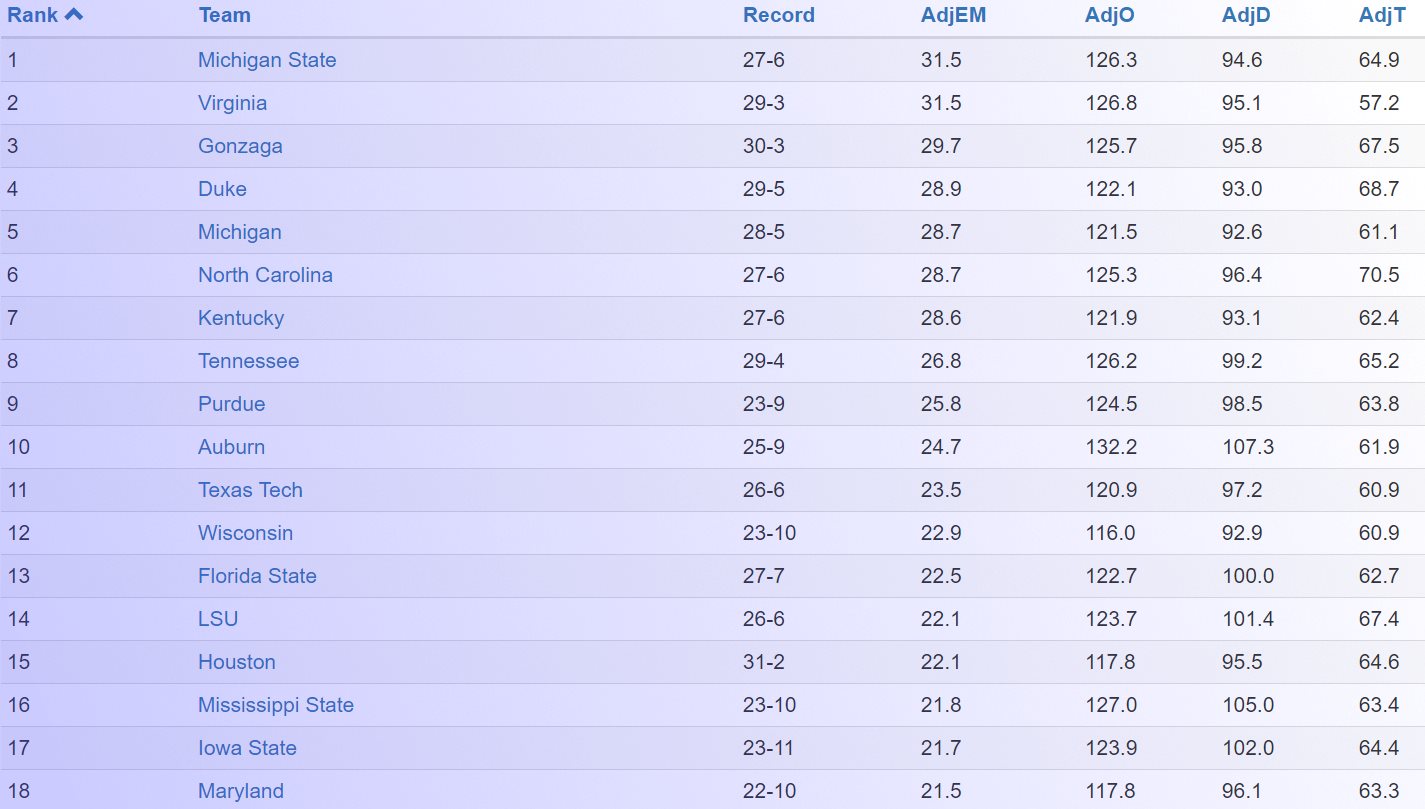 Rank Team Record AdjEM AdjO AdjD AdjT
1 Michigan State 27-6 31.5 126.3 94.6 64.9
2 Virginia 29-3 31.5 126.8 95.1 57.2
3 Gonzaga 30-3 29.7 125.7 95.8 67.5
4 Duke 29-5 28.9 122.1 93.0 68.7
5 Michigan 28-5 28.7 121.5 92.6 61.1
6 North Carolina 27-6 28.7 125.3 96.4 70.5
7 Kentucky 27-6 28.6 121.9 93.1 62.4
8 Tennessee 29-4 26.8 126.2 99.2 65.2
9 Purdue 23-9 25.8 124.5 98.5 63.8
10 Auburn 25-9 24.7 132.2 107.3 61.9
11 Texas Tech 26-6 23.5 120.9 97.2 60.9
12 Wisconsin 23-10 22.9 116.0 92.9 60.9
13 Florida State 27-7 22.5 122.7 100.0 62.7
14 LSU 26-6 22.1 123.7 101.4 67.4
15 Houston 31-2 22.1 117.8 95.5 64.6
16 Mississippi State 23-10 21.8 127.0 105.0 63.4
17 Iowa State 23-11 21.7 123.9 102.0 64.4
18 Maryland 22-10 21.5 117.8 96.1 63.3